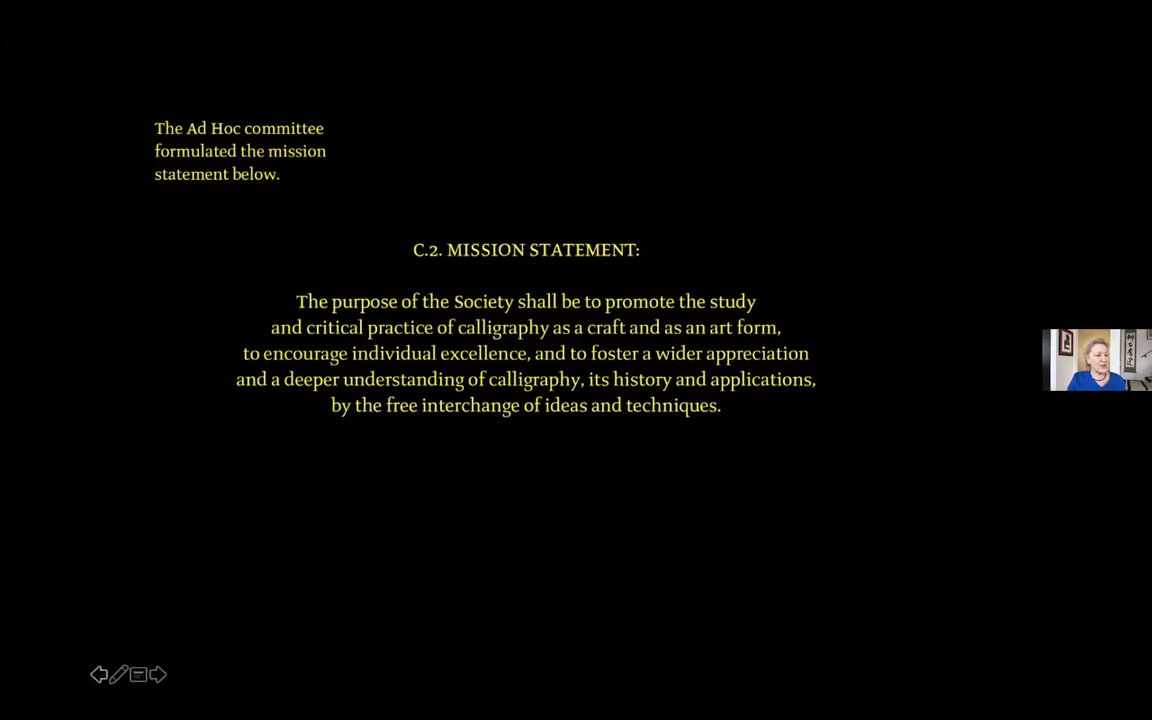 The Ad Hoc committee
formulated the mission
statement below.
C.2. MISSION STATEMENT:
The purpose of the Society shall be to promote the study
and critical practice of calligraphy as a craft and as an art form,
to encourage individual excellence, and to foster a wider appreciation
and a deeper understanding of calligraphy, its history and applications,
by the free interchange of ideas and techniques.